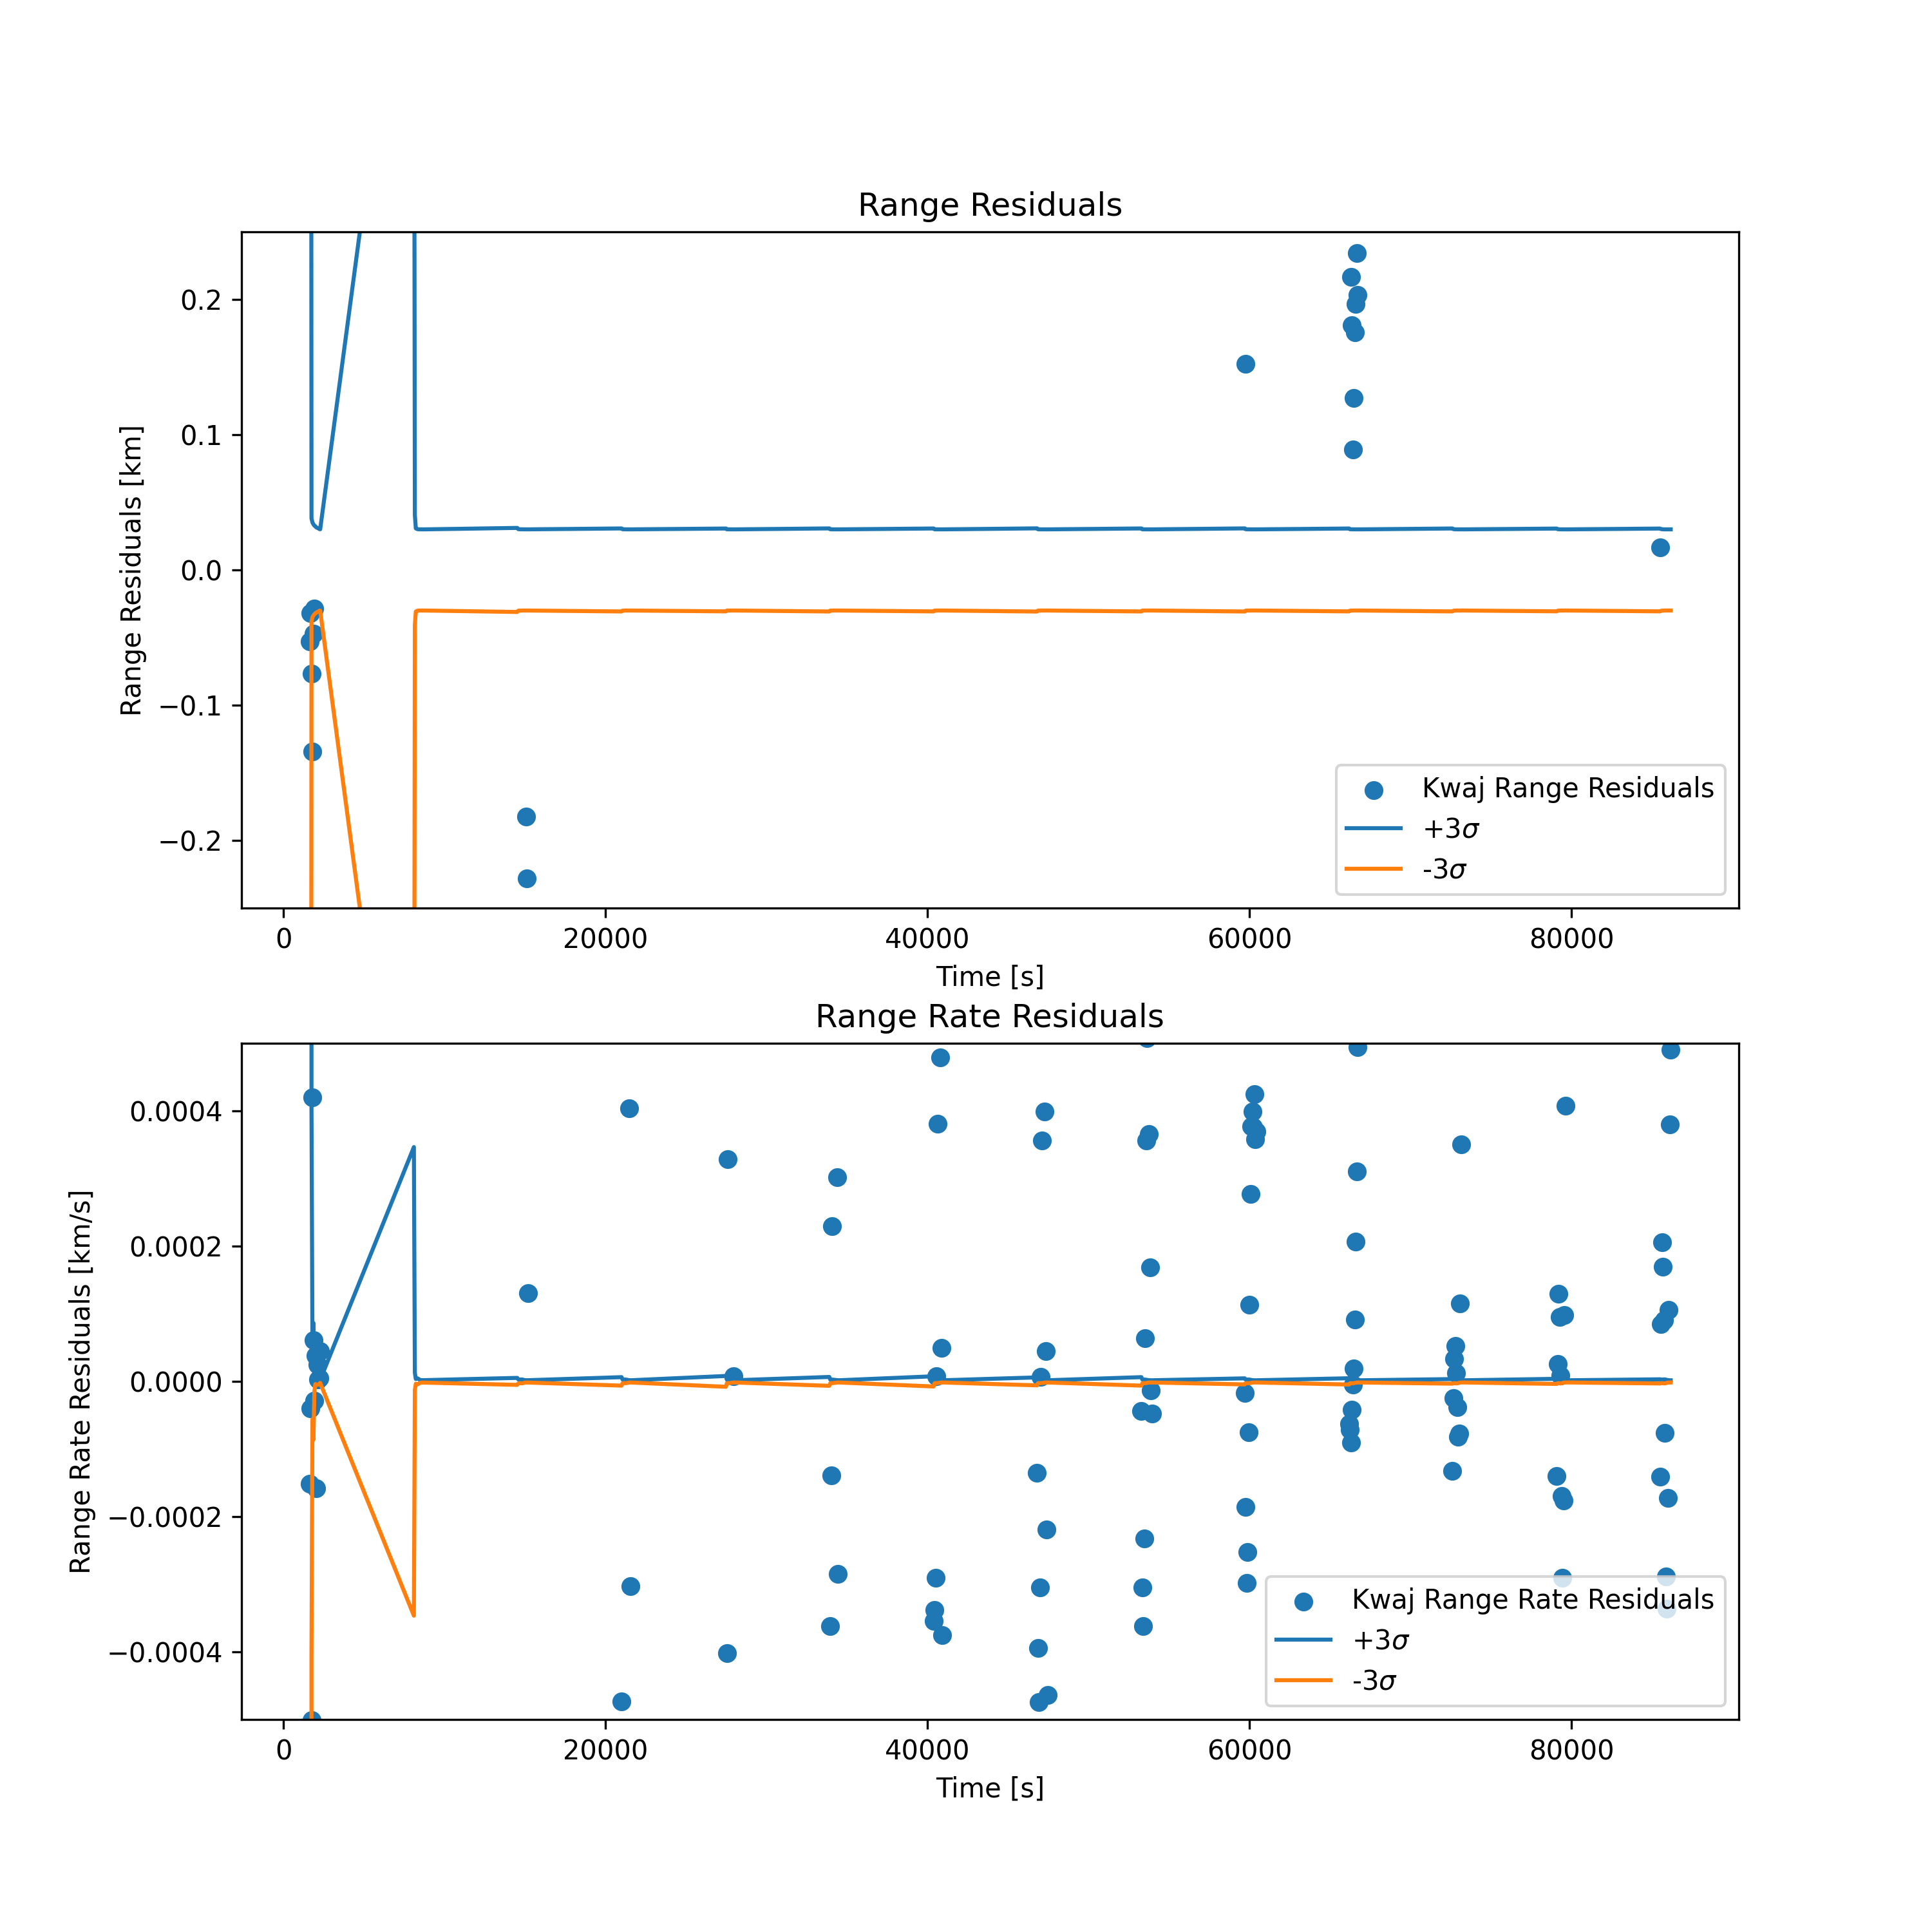 Range Residuals
Range Residuals [km]
0.2
0.1
0.0
−0.1
−0.2
Kwaj Range Residuals
+3σ
-3σ
0 20000 40000 60000 80000
Time [s]
Range Rate Residuals
Range Rate Residuals [km/s]
0.0004
0.0002
0.0000
−0.0002
−0.0004
Kwaj Range Rate Residuals
+3σ
-3σ
0 20000 40000 60000 80000
Time [s]